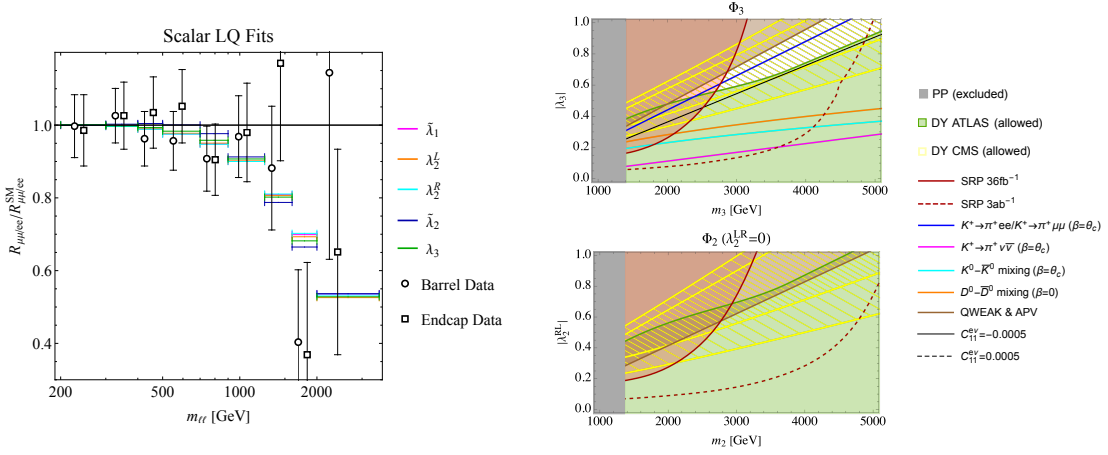 Scalar LQ Fits
R_{μμ/ee}/R^{SM}_{μμ/ee}
1.0
0.9
0.8
0.7
0.6
0.5
0.4
200
500
1000
2000
m_{ℓℓ} [GeV]
λ̃_1
λ_2^L
λ_2^R
λ̃_2
λ_3
Barrel Data
Endcap Data
Φ_3
|λ_3|
1.0
0.8
0.6
0.4
0.2
0.0
1000
2000
3000
4000
5000
m_3 [GeV]
Φ_2 (λ_2^{LR}=0)
|λ_2^{RL}|
1.0
0.8
0.6
0.4
0.2
0.0
1000
2000
3000
4000
5000
m_2 [GeV]
PP (excluded)
DY ATLAS (allowed)
DY CMS (allowed)
SRP 36fb⁻¹
SRP 3ab⁻¹
K⁺→π⁺ee/K⁺→π⁺μμ (β=θ_c)
K⁺→π⁺νν̅ (β=θ_c)
K⁰−K̅⁰ mixing (β=θ_c)
D⁰−D̅⁰ mixing (β=0)
QWEAK & APV
C_{11}^{eν}=−0.0005
C_{11}^{eν}=0.0005